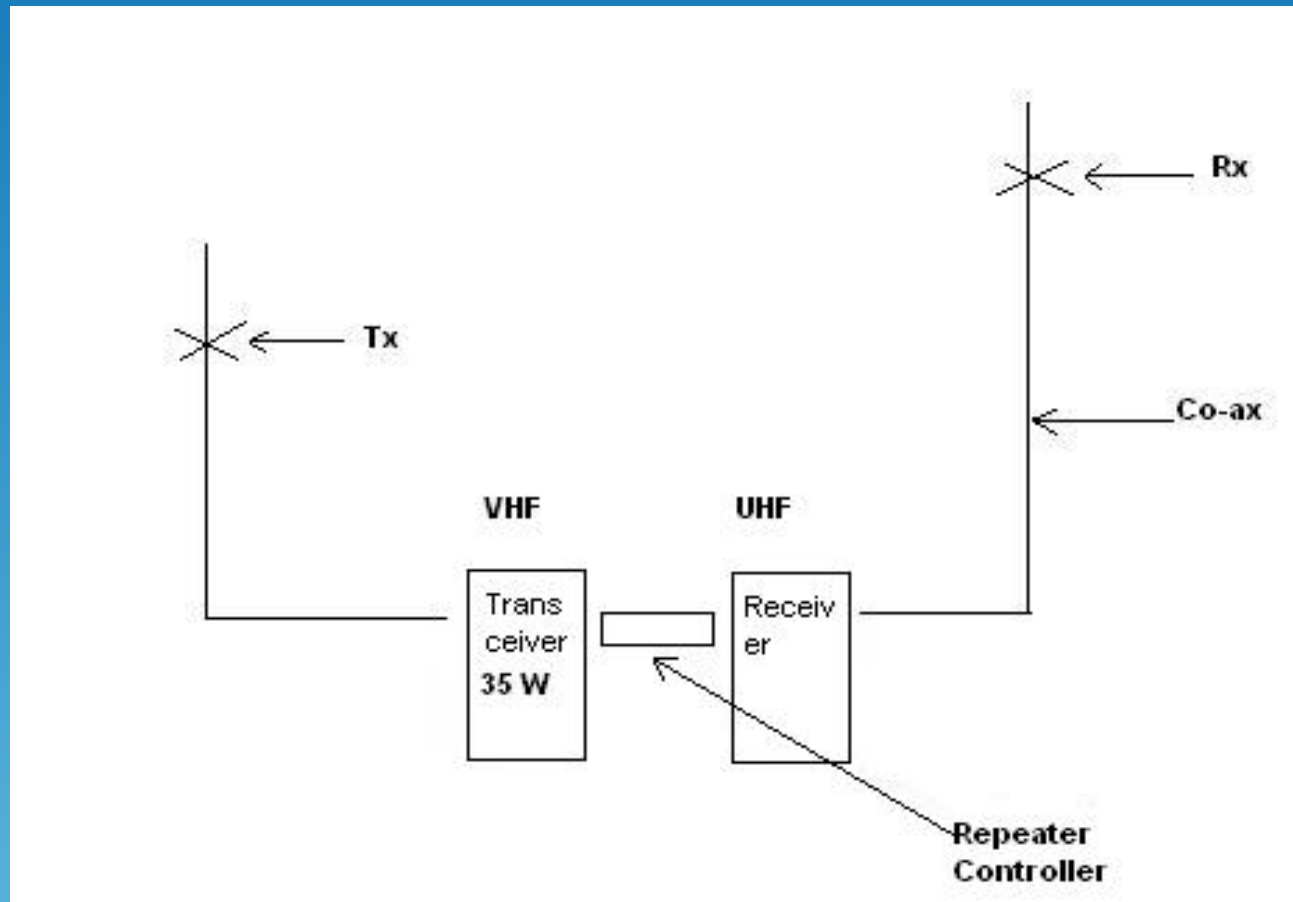 Rx
Tx
Co-ax
VHF
UHF
Trans
ceiver
35 W
Receiv
er
Repeater
Controller